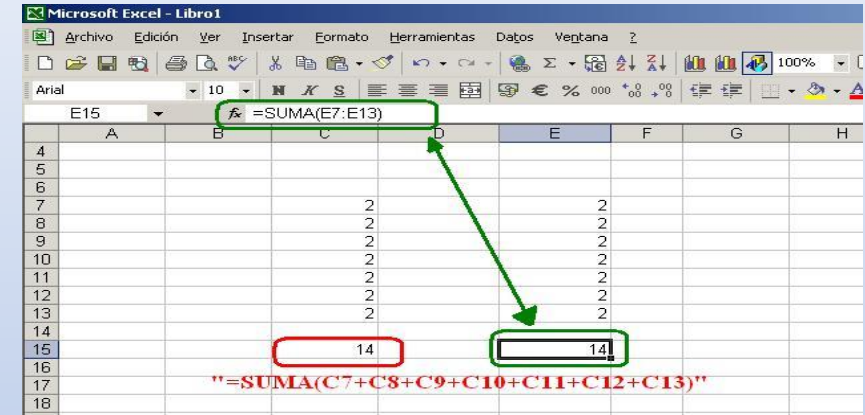 Microsoft Excel - Libro1
Archivo Edición Ver Insertar Formato Herramientas Datos Ventana ?
100%
Arial 10 N K S € % 000
E15 fx =SUMA(E7:E13)
A B C D E F G H
4
5
6
7 2 2
8 2 2
9 2 2
10 2 2
11 2 2
12 2 2
13 2 2
14
15 14 14
16
17 "=SUMA(C7+C8+C9+C10+C11+C12+C13)"
18